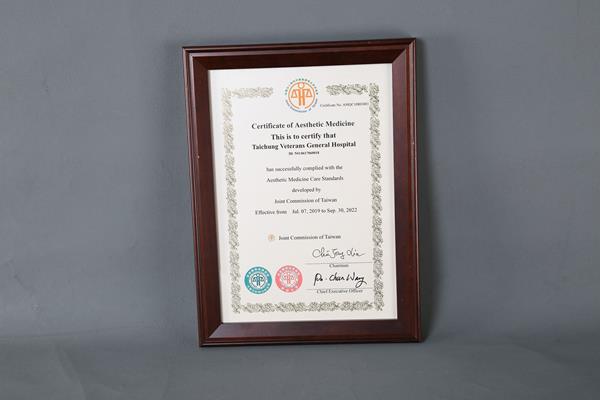 Certificate of Aesthetic Medicine
This is to certify that
Taichung Veterans General Hospital
has successfully complied with the
Aesthetic Medicine Care Standards
developed by
Joint Commission of Taiwan
Effective from Jul. 07, 2019 to Sep. 30, 2022
Joint Commission of Taiwan
Chairman
Chief Executive Officer